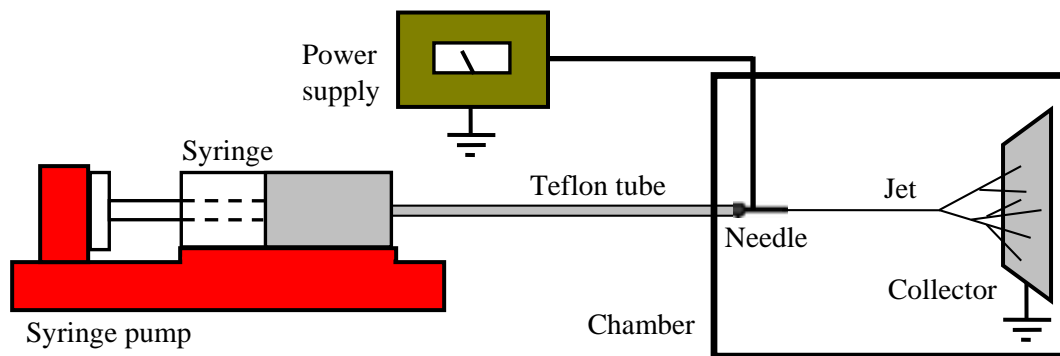 Power
supply
Syringe
Teflon tube
Jet
Needle
Collector
Chamber
Syringe pump